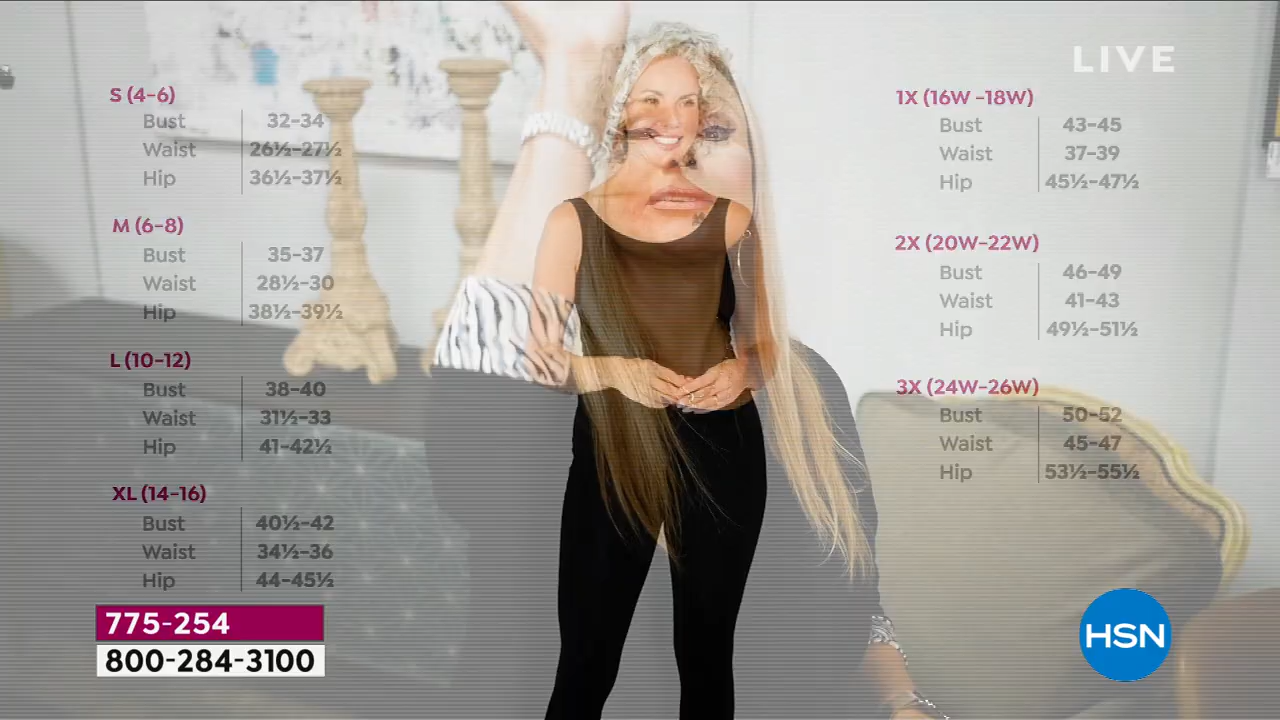 LIVE
S (4-6)
Bust 32-34
Waist 26½-27½
Hip 36½-37½
M (6-8)
Bust 35-37
Waist 28½-30
Hip 38½-39½
L (10-12)
Bust 38-40
Waist 31½-33
Hip 41-42½
XL (14-16)
Bust 40½-42
Waist 34½-36
Hip 44-45½
1X (16W -18W)
Bust 43-45
Waist 37-39
Hip 45½-47½
2X (20W-22W)
Bust 46-49
Waist 41-43
Hip 49½-51½
3X (24W-26W)
Bust 50-52
Waist 45-47
Hip 53½-55½
775-254
800-284-3100
HSN